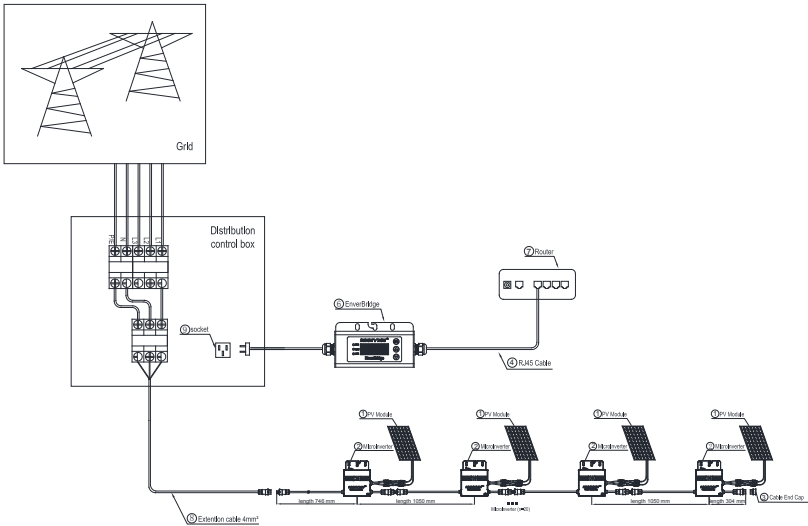 Grid
Distribution
control box
P/E N L3 L2 L1
⑨socket
⑥EnverBridge
⑦Router
④RJ45 Cable
①PV Module ①PV Module ①PV Module ①PV Module
②Microinverter ②Microinverter ②Microinverter ②Microinverter
length 746 mm length 1050 mm length 1050 mm length 304 mm
③Cable End Cap
⑧Extention cable 4mm²